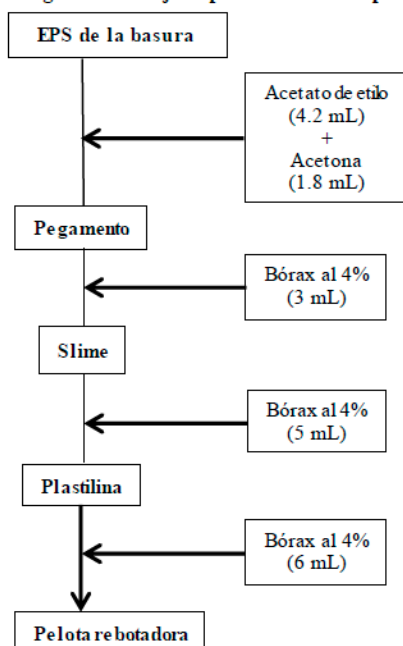 EPS de la basura
Acetato de etilo
(4.2 mL)
+
Acetona
(1.8 mL)
Pegamento
Bórax al 4%
(3 mL)
Slime
Bórax al 4%
(5 mL)
Plastilina
Bórax al 4%
(6 mL)
Pelota rebotadora